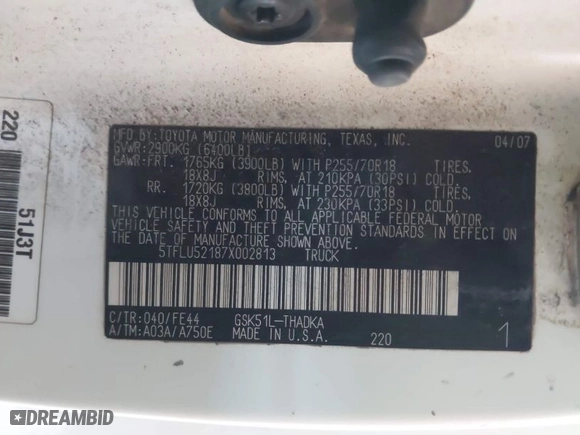 MFD. BY:TOYOTA MOTOR MANUFACTURING, TEXAS, INC. 04/07
GVWR:2900KG (6400LB)
GAWR:FRT. 1765KG (3900LB) WITH P255/70R18 TIRES,
18X8J RIMS, AT 210KPA (30PSI) COLD.
RR. 1720KG (3800LB) WITH P255/70R18 TIRES,
18X8J RIMS, AT 230KPA (33PSI) COLD.
THIS VEHICLE CONFORMS TO ALL APPLICABLE FEDERAL MOTOR
VEHICLE SAFETY AND THEFT PREVENTION STANDARDS IN EFFECT
ON THE DATE OF MANUFACTURE SHOWN ABOVE.
5TFLU52187X002813 TRUCK
C/TR:040/FE44 GSK51L-THADKA
A/TM:A03A/A750E MADE IN U.S.A. 220 1
220 51J3T
DREAMBID